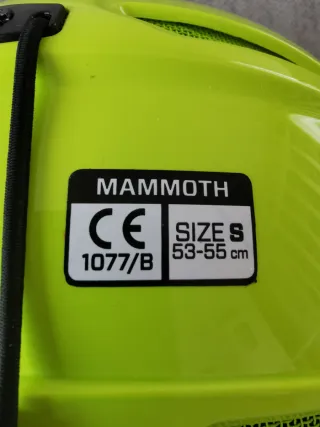 MAMMOTH
CE
1077/B
SIZE S
53-55 cm